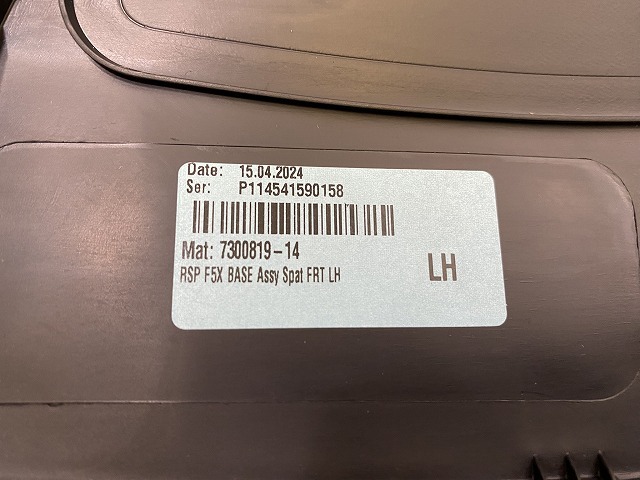 Date: 15.04.2024
Ser: P114541590158
Mat: 7300819-14
RSP F5X BASE Assy Spat FRT LH
LH